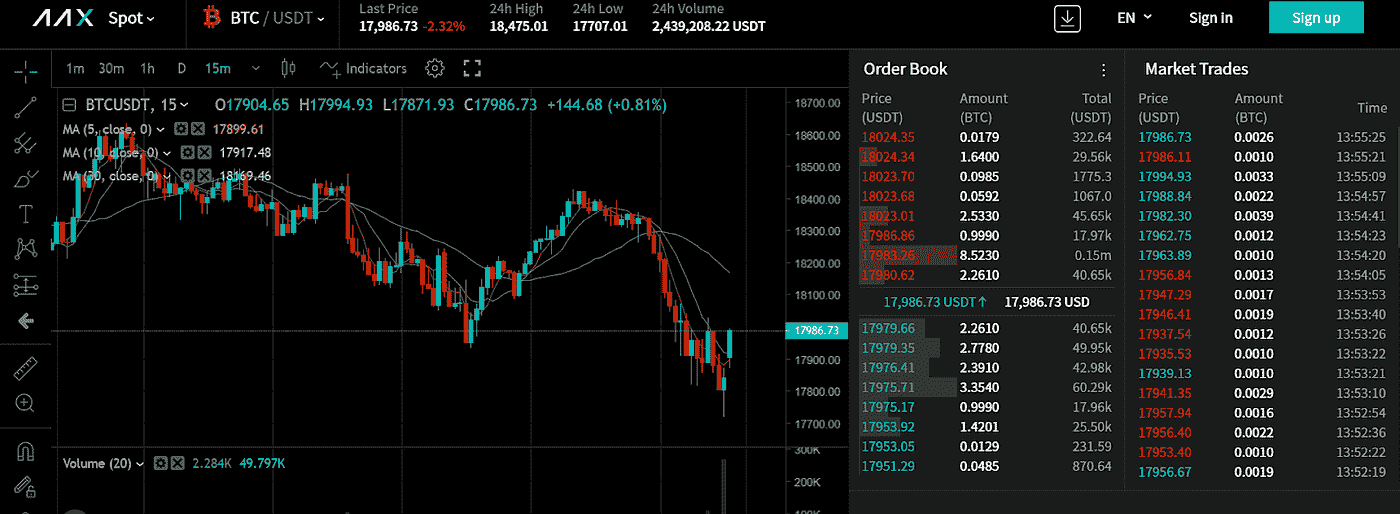 AAX Spot BTC / USDT Last Price 24h High 24h Low 24h Volume EN Sign in Sign up
17,986.73 -2.32% 18,475.01 17707.01 2,439,208.22 USDT
1m 30m 1h D 15m Indicators
BTCUSDT, 15 O17904.65 H17994.93 L17871.93 C17986.73 +144.68 (+0.81%)
MA (5, close, 0) 17899.61
MA (10, close, 0) 17917.48
MA (30, close, 0) 18169.46
18700.00
18600.00
18500.00
18400.00
18300.00
18200.00
18100.00
17986.73
17900.00
17800.00
17700.00
Volume (20) 2.284K 49.797K
300K
200K
100K
Order Book
Price (USDT) Amount (BTC) Total (USDT)
18024.35 0.0179 322.64
18024.34 1.6400 29.56k
18023.70 0.0985 1775.3
18023.68 0.0592 1067.0
18023.01 2.5330 45.65k
17986.86 0.9990 17.97k
17983.26 8.5230 0.15m
17980.62 2.2610 40.65k
17,986.73 USDT↑ 17,986.73 USD
17979.66 2.2610 40.65k
17979.35 2.7780 49.95k
17976.41 2.3910 42.98k
17975.71 3.3540 60.29k
17975.17 0.9990 17.96k
17953.92 1.4201 25.50k
17953.05 0.0129 231.59
17951.29 0.0485 870.64
Market Trades
Price (USDT) Amount (BTC) Time
17986.73 0.0026 13:55:25
17986.11 0.0010 13:55:21
17994.93 0.0033 13:55:09
17988.84 0.0022 13:54:57
17982.30 0.0039 13:54:41
17962.75 0.0012 13:54:23
17963.89 0.0010 13:54:20
17956.84 0.0013 13:54:05
17947.29 0.0017 13:53:53
17946.41 0.0019 13:53:40
17937.54 0.0012 13:53:26
17935.53 0.0010 13:53:22
17939.13 0.0010 13:53:21
17941.35 0.0029 13:53:10
17957.94 0.0016 13:52:54
17956.40 0.0022 13:52:36
17953.40 0.0010 13:52:22
17956.67 0.0019 13:52:19